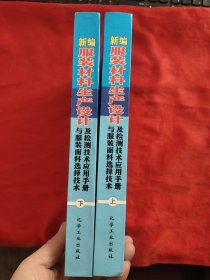 新编
服装材料生产设计
及检测技术应用手册
与服装面料选择技术
下
化学工业出版社
新编
服装材料生产设计
及检测技术应用手册
与服装面料选择技术
上
化学工业出版社